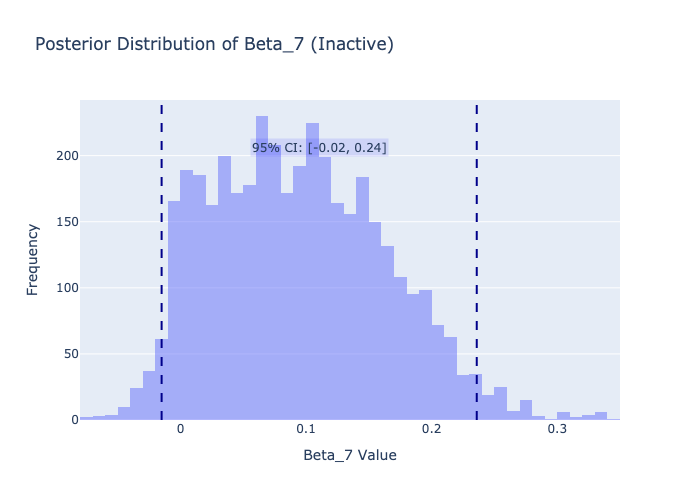 Posterior Distribution of Beta_7 (Inactive)
95% CI: [-0.02, 0.24]
200
150
100
50
0
Frequency
0
0.1
0.2
0.3
Beta_7 Value